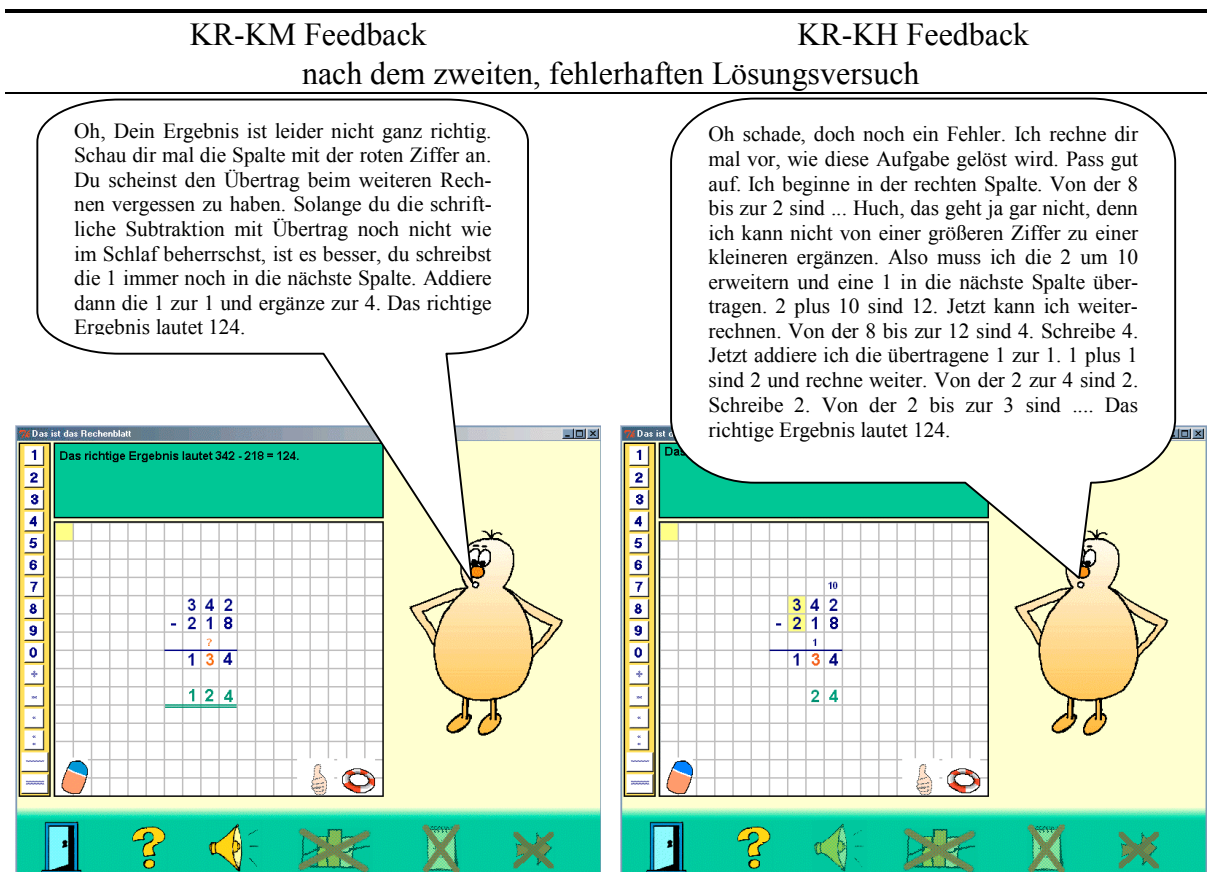 KR-KM Feedback
KR-KH Feedback
nach dem zweiten, fehlerhaften Lösungsversuch
Oh, Dein Ergebnis ist leider nicht ganz richtig.
Schau dir mal die Spalte mit der roten Ziffer an.
Du scheinst den Übertrag beim weiteren Rech-
nen vergessen zu haben. Solange du die schrift-
liche Subtraktion mit Übertrag noch nicht wie
im Schlaf beherrschst, ist es besser, du schreibst
die 1 immer noch in die nächste Spalte. Addiere
dann die 1 zur 1 und ergänze zur 4. Das richtige
Ergebnis lautet 124.
Oh schade, doch noch ein Fehler. Ich rechne dir
mal vor, wie diese Aufgabe gelöst wird. Pass gut
auf. Ich beginne in der rechten Spalte. Von der 8
bis zur 2 sind ... Huch, das geht ja gar nicht, denn
ich kann nicht von einer größeren Ziffer zu einer
kleineren ergänzen. Also muss ich die 2 um 10
erweitern und eine 1 in die nächste Spalte über-
tragen. 2 plus 10 sind 12. Jetzt kann ich weiter-
rechnen. Von der 8 bis zur 12 sind 4. Schreibe 4.
Jetzt addiere ich die übertragene 1 zur 1. 1 plus 1
sind 2 und rechne weiter. Von der 2 zur 4 sind 2.
Schreibe 2. Von der 2 bis zur 3 sind .... Das
richtige Ergebnis lautet 124.
Das ist das Rechenblatt
Das richtige Ergebnis lautet 342 - 218 = 124.
1
2
3
4
5
6
7
8
9
0
÷
3 4 2
- 2 1 8
?
1 3 4
1 2 4
Das ist
1
2
3
4
5
6
7
8
9
0
÷
10
3 4 2
- 2 1 8
1
1 3 4
2 4